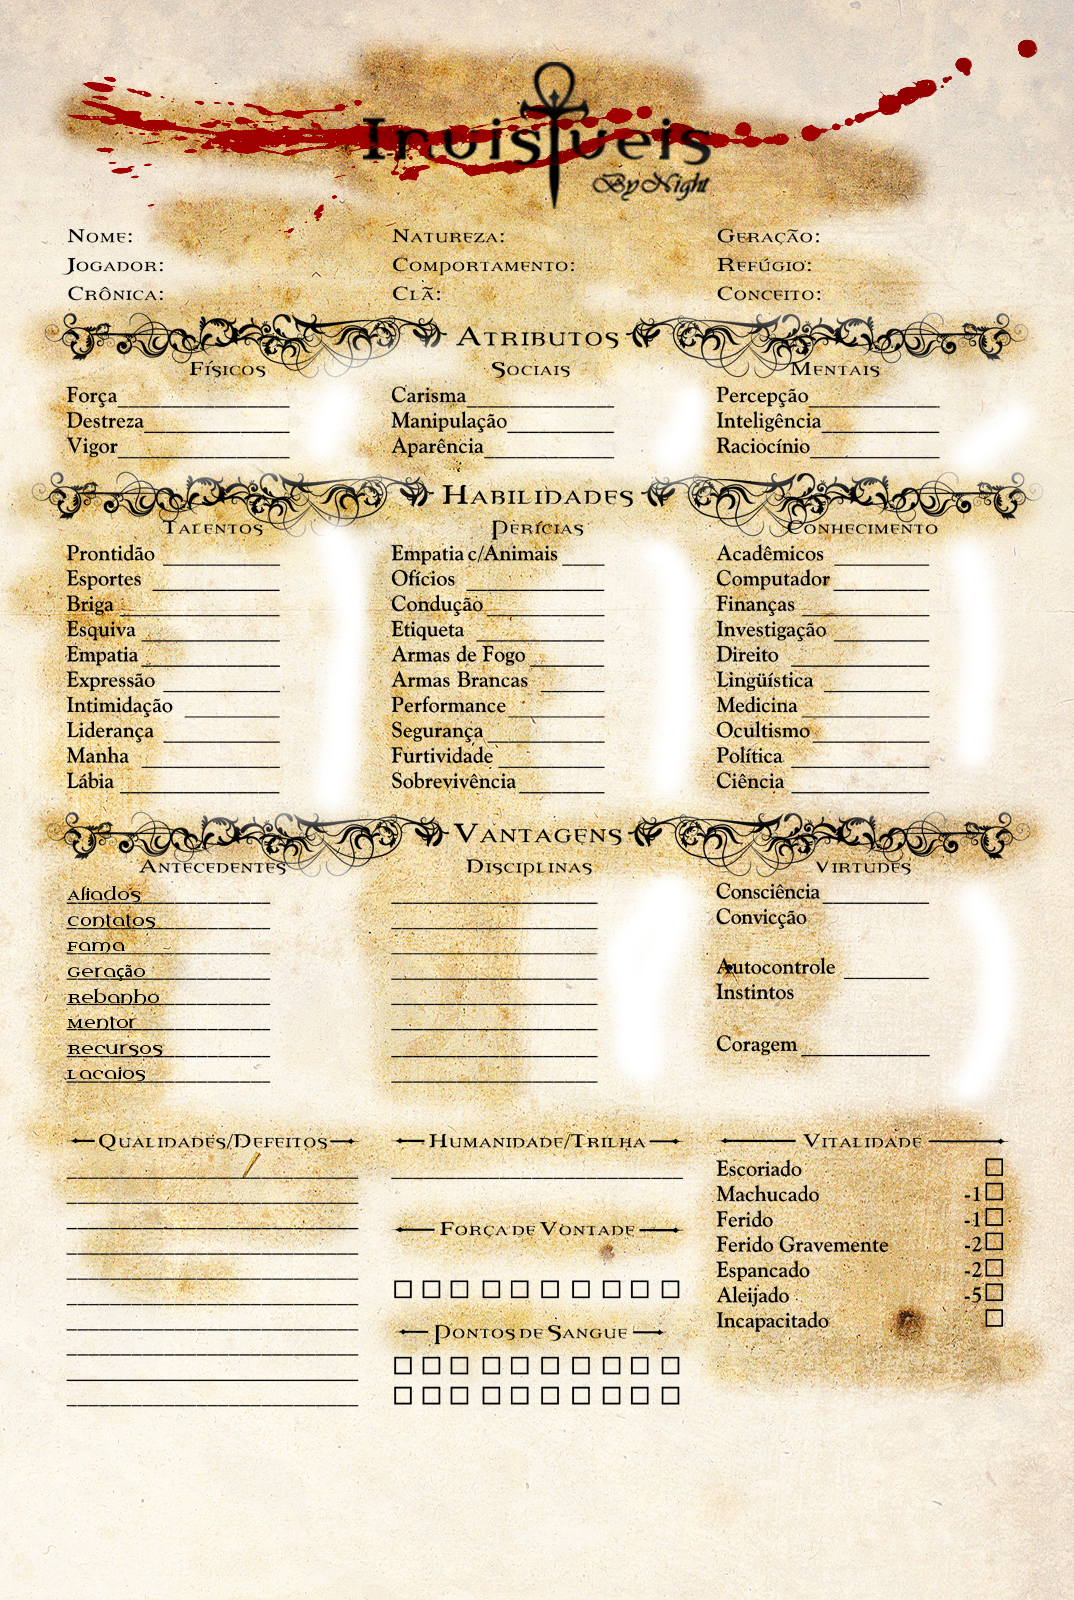 Invisíveis
By Night
Nome: Natureza: Geração:
Jogador: Comportamento: Refúgio:
Crônica: Clã: Conceito:
Atributos
Físicos Sociais Mentais
Força Carisma Percepção
Destreza Manipulação Inteligência
Vigor Aparência Raciocínio
Habilidades
Talentos Perícias Conhecimento
Prontidão Empatia c/Animais Acadêmicos
Esportes Ofícios Computador
Briga Condução Finanças
Esquiva Etiqueta Investigação
Empatia Armas de Fogo Direito
Expressão Armas Brancas Lingüística
Intimidação Performance Medicina
Liderança Segurança Ocultismo
Manha Furtividade Política
Lábia Sobrevivência Ciência
Vantagens
Antecedentes Disciplinas Virtudes
Aliados Consciência
Contatos Convicção
Fama
Geração Autocontrole
Rebanho Instintos
Mentor
Recursos Coragem
Lacaios
Qualidades/Defeitos Humanidade/Trilha Vitalidade
Escoriado
Machucado -1
Ferido -1
Força de Vontade
Ferido Gravemente -2
Espancado -2
Aleijado -5
Incapacitado
Pontos de Sangue